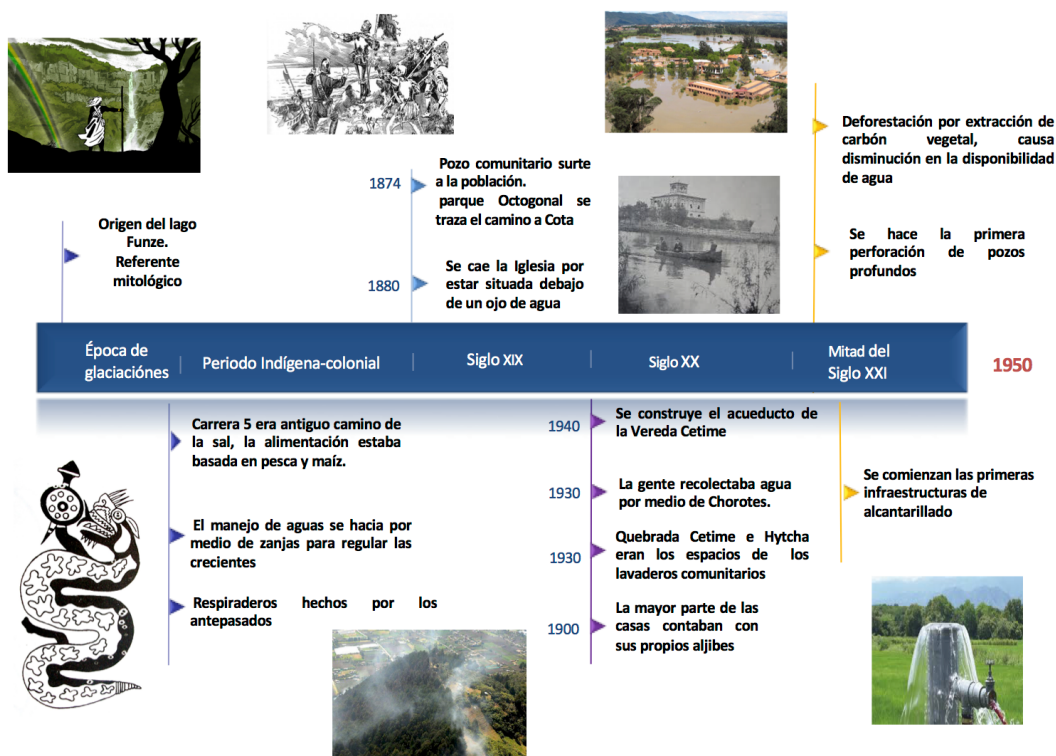 Origen del lago
Funze.
Referente
mitológico
1874
Pozo comunitario surte
a la población.
parque Octogonal se
traza el camino a Cota
1880
Se cae la Iglesia por
estar situada debajo
de un ojo de agua
Deforestación por extracción de
carbón vegetal, causa
disminución en la disponibilidad
de agua
Se hace la primera
perforación de pozos
profundos
Época de
glaciaciónes
Periodo Indígena-colonial
Siglo XIX
Siglo XX
Mitad del
Siglo XXI
1950
Carrera 5 era antiguo camino de
la sal, la alimentación estaba
basada en pesca y maíz.
El manejo de aguas se hacia por
medio de zanjas para regular las
crecientes
Respiraderos hechos por los
antepasados
1940
Se construye el acueducto de
la Vereda Cetime
1930
La gente recolectaba agua
por medio de Chorotes.
1930
Quebrada Cetime e Hytcha
eran los espacios de los
lavaderos comunitarios
1900
La mayor parte de las
casas contaban con
sus propios aljibes
Se comienzan las primeras
infraestructuras de
alcantarillado